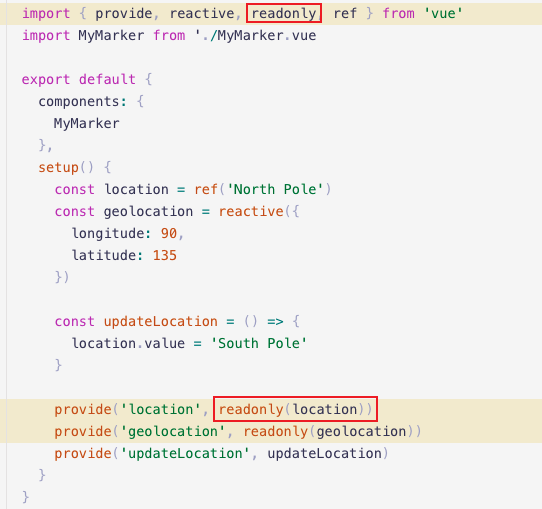 import { provide, reactive, readonly, ref } from 'vue'
import MyMarker from './MyMarker.vue

export default {
  components: {
    MyMarker
  },
  setup() {
    const location = ref('North Pole')
    const geolocation = reactive({
      longitude: 90,
      latitude: 135
    })

    const updateLocation = () => {
      location.value = 'South Pole'
    }

    provide('location', readonly(location))
    provide('geolocation', readonly(geolocation))
    provide('updateLocation', updateLocation)
  }
}